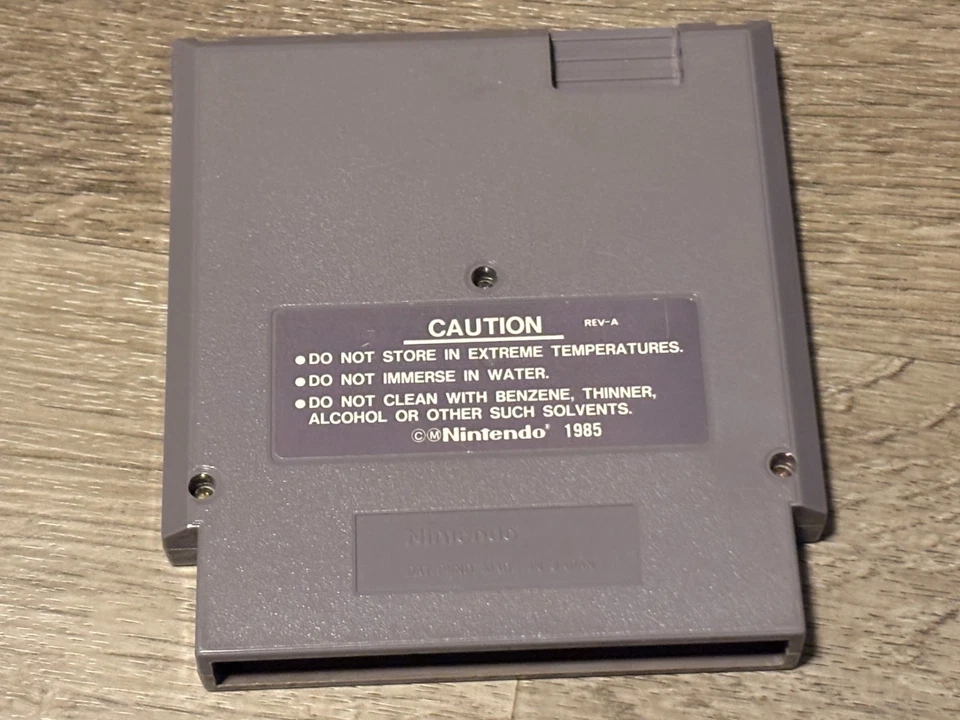 CAUTION REV-A
●DO NOT STORE IN EXTREME TEMPERATURES.
●DO NOT IMMERSE IN WATER.
●DO NOT CLEAN WITH BENZENE, THINNER,
ALCOHOL OR OTHER SUCH SOLVENTS.
©ⓂNintendo® 1985
Nintendo